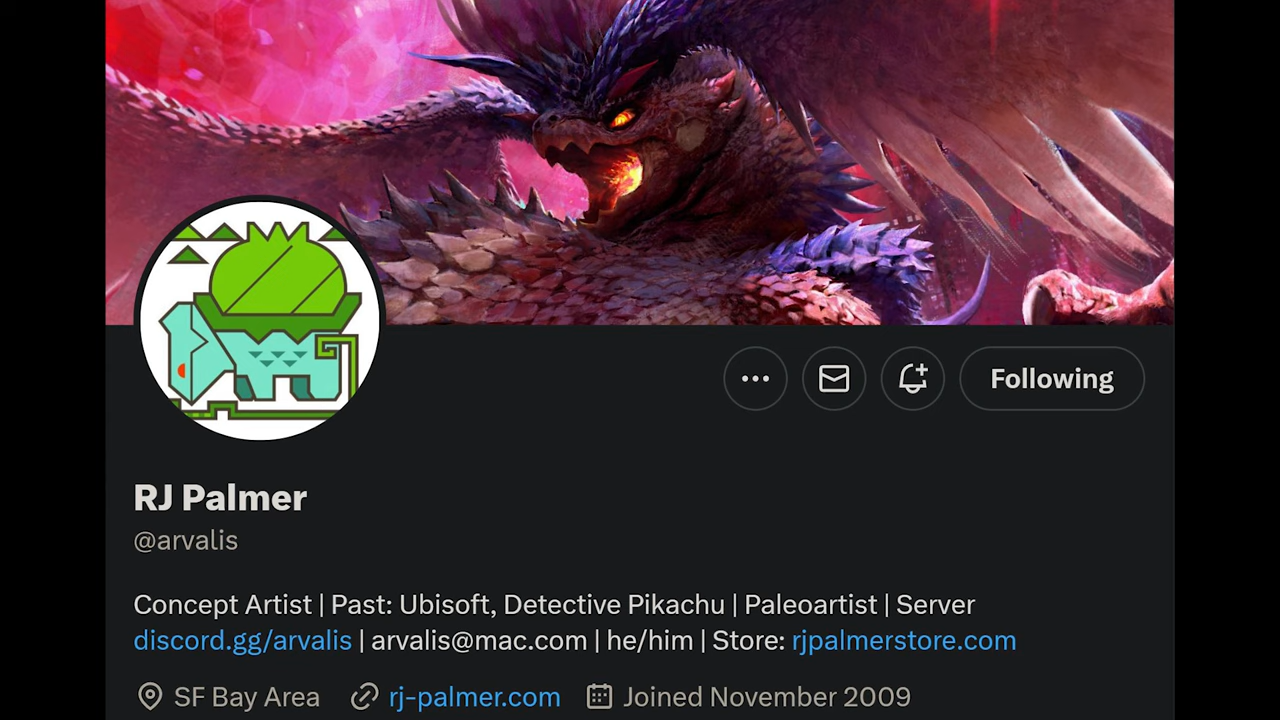 Following
RJ Palmer
@arvalis
Concept Artist | Past: Ubisoft, Detective Pikachu | Paleoartist | Server
discord.gg/arvalis | arvalis@mac.com | he/him | Store: rjpalmerstore.com
SF Bay Area rj-palmer.com Joined November 2009